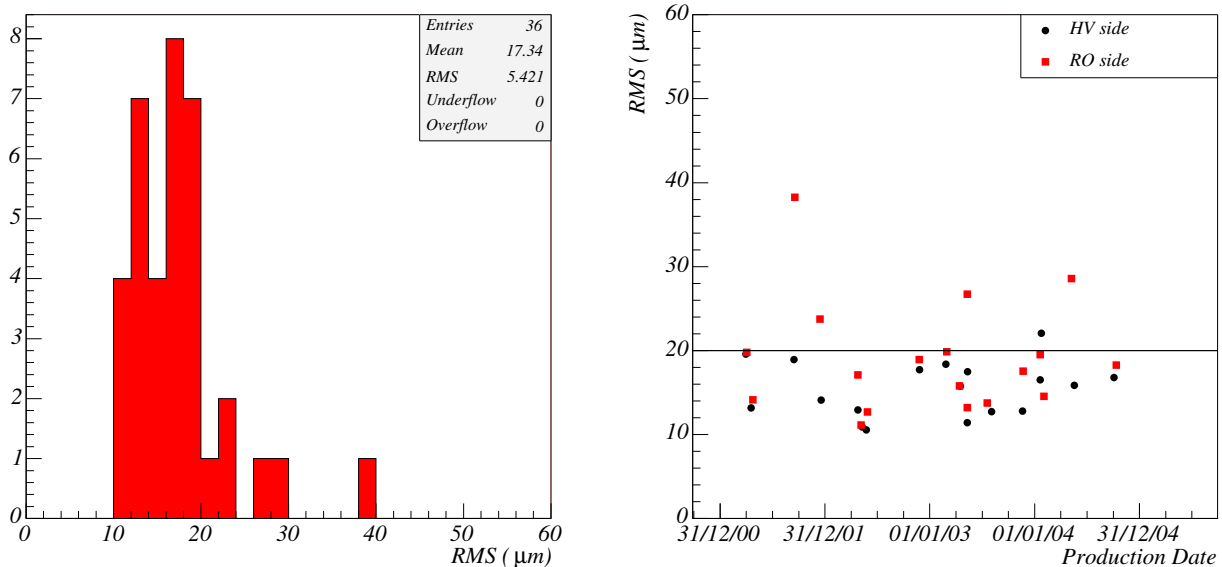 Entries 36
Mean 17.34
RMS 5.421
Underflow 0
Overflow 0
8
7
6
5
4
3
2
1
0
0 10 20 30 40 50 60
RMS ( μm)
RMS ( μm)
HV side
RO side
60
50
40
30
20
10
0
31/12/00 31/12/01 01/01/03 01/01/04 31/12/04
Production Date